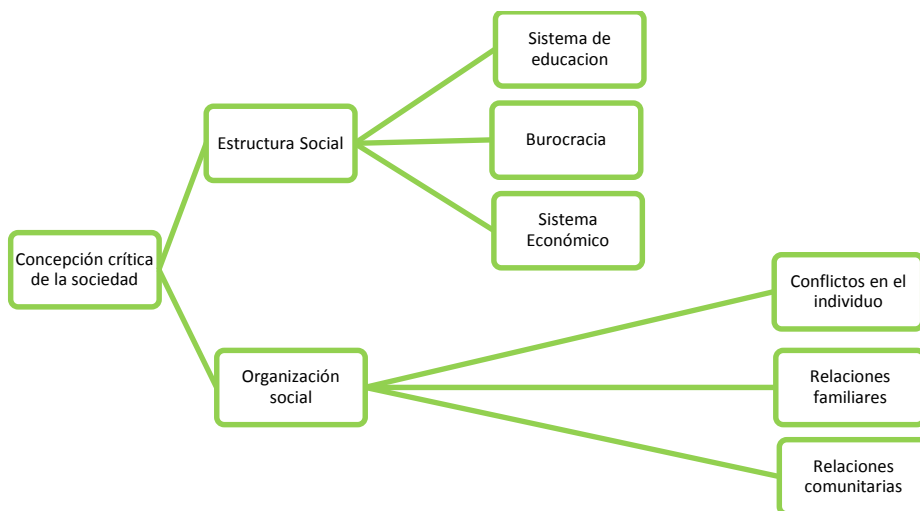 Sistema de
educacion
Estructura Social
Burocracia
Sistema
Económico
Concepción crítica
de la sociedad
Conflictos en el
individuo
Organización
social
Relaciones
familiares
Relaciones
comunitarias